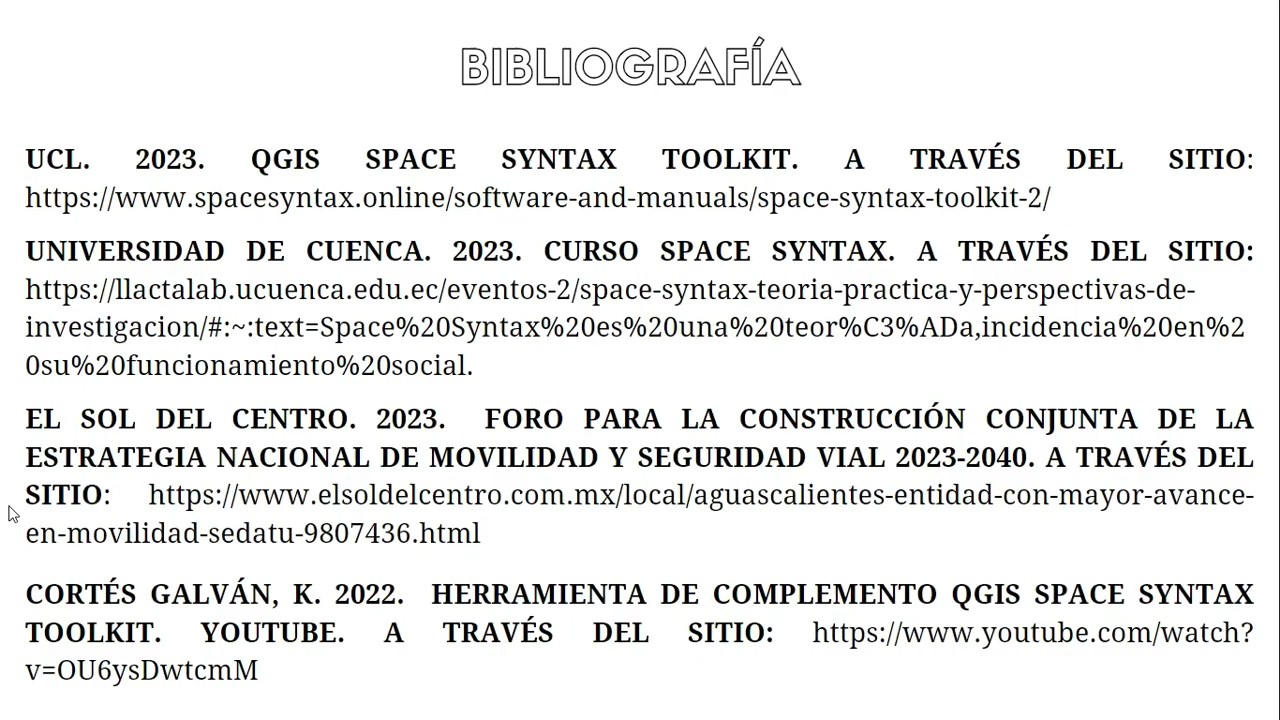 BIBLIOGRAFÍA
UCL. 2023. QGIS SPACE SYNTAX TOOLKIT. A TRAVÉS DEL SITIO:
https://www.spacesyntax.online/software-and-manuals/space-syntax-toolkit-2/
UNIVERSIDAD DE CUENCA. 2023. CURSO SPACE SYNTAX. A TRAVÉS DEL SITIO:
https://llactalab.ucuenca.edu.ec/eventos-2/space-syntax-teoria-practica-y-perspectivas-de-
investigacion/#:~:text=Space%20Syntax%20es%20una%20teor%C3%ADa,incidencia%20en%2
0su%20funcionamiento%20social.
EL SOL DEL CENTRO. 2023. FORO PARA LA CONSTRUCCIÓN CONJUNTA DE LA
ESTRATEGIA NACIONAL DE MOVILIDAD Y SEGURIDAD VIAL 2023-2040. A TRAVÉS DEL
SITIO: https://www.elsoldelcentro.com.mx/local/aguascalientes-entidad-con-mayor-avance-
en-movilidad-sedatu-9807436.html
CORTÉS GALVÁN, K. 2022. HERRAMIENTA DE COMPLEMENTO QGIS SPACE SYNTAX
TOOLKIT. YOUTUBE. A TRAVÉS DEL SITIO: https://www.youtube.com/watch?
v=OU6ysDwtcmM